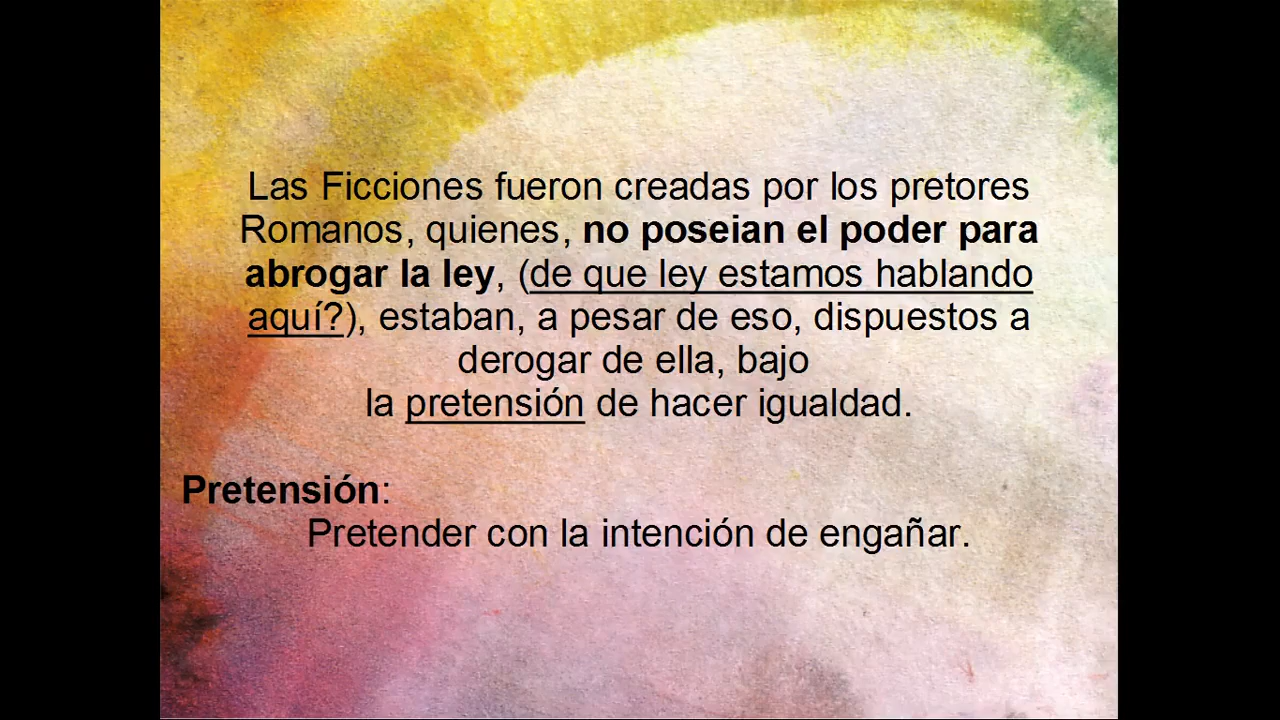 Las Ficciones fueron creadas por los pretores
Romanos, quienes, no poseian el poder para
abrogar la ley, (de que ley estamos hablando
aquí?), estaban, a pesar de eso, dispuestos a
derogar de ella, bajo
la pretensión de hacer igualdad.
Pretensión:
Pretender con la intención de engañar.